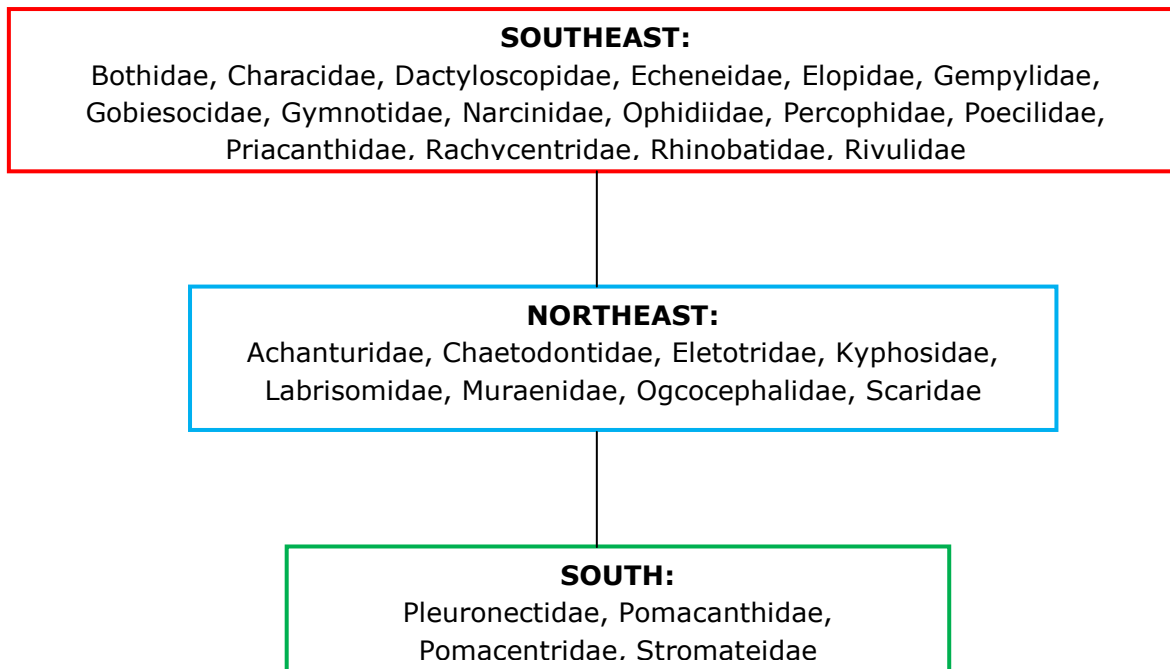 SOUTHEAST:
Bothidae, Characidae, Dactyloscopidae, Echeneidae, Elopidae, Gempylidae,
Gobiesocidae, Gymnotidae, Narcinidae, Ophidiidae, Percophidae, Poecilidae,
Priacanthidae, Rachycentridae, Rhinobatidae, Rivulidae
NORTHEAST:
Achanturidae, Chaetodontidae, Eletotridae, Kyphosidae,
Labrisomidae, Muraenidae, Ogcocephalidae, Scaridae
SOUTH:
Pleuronectidae, Pomacanthidae,
Pomacentridae, Stromateidae